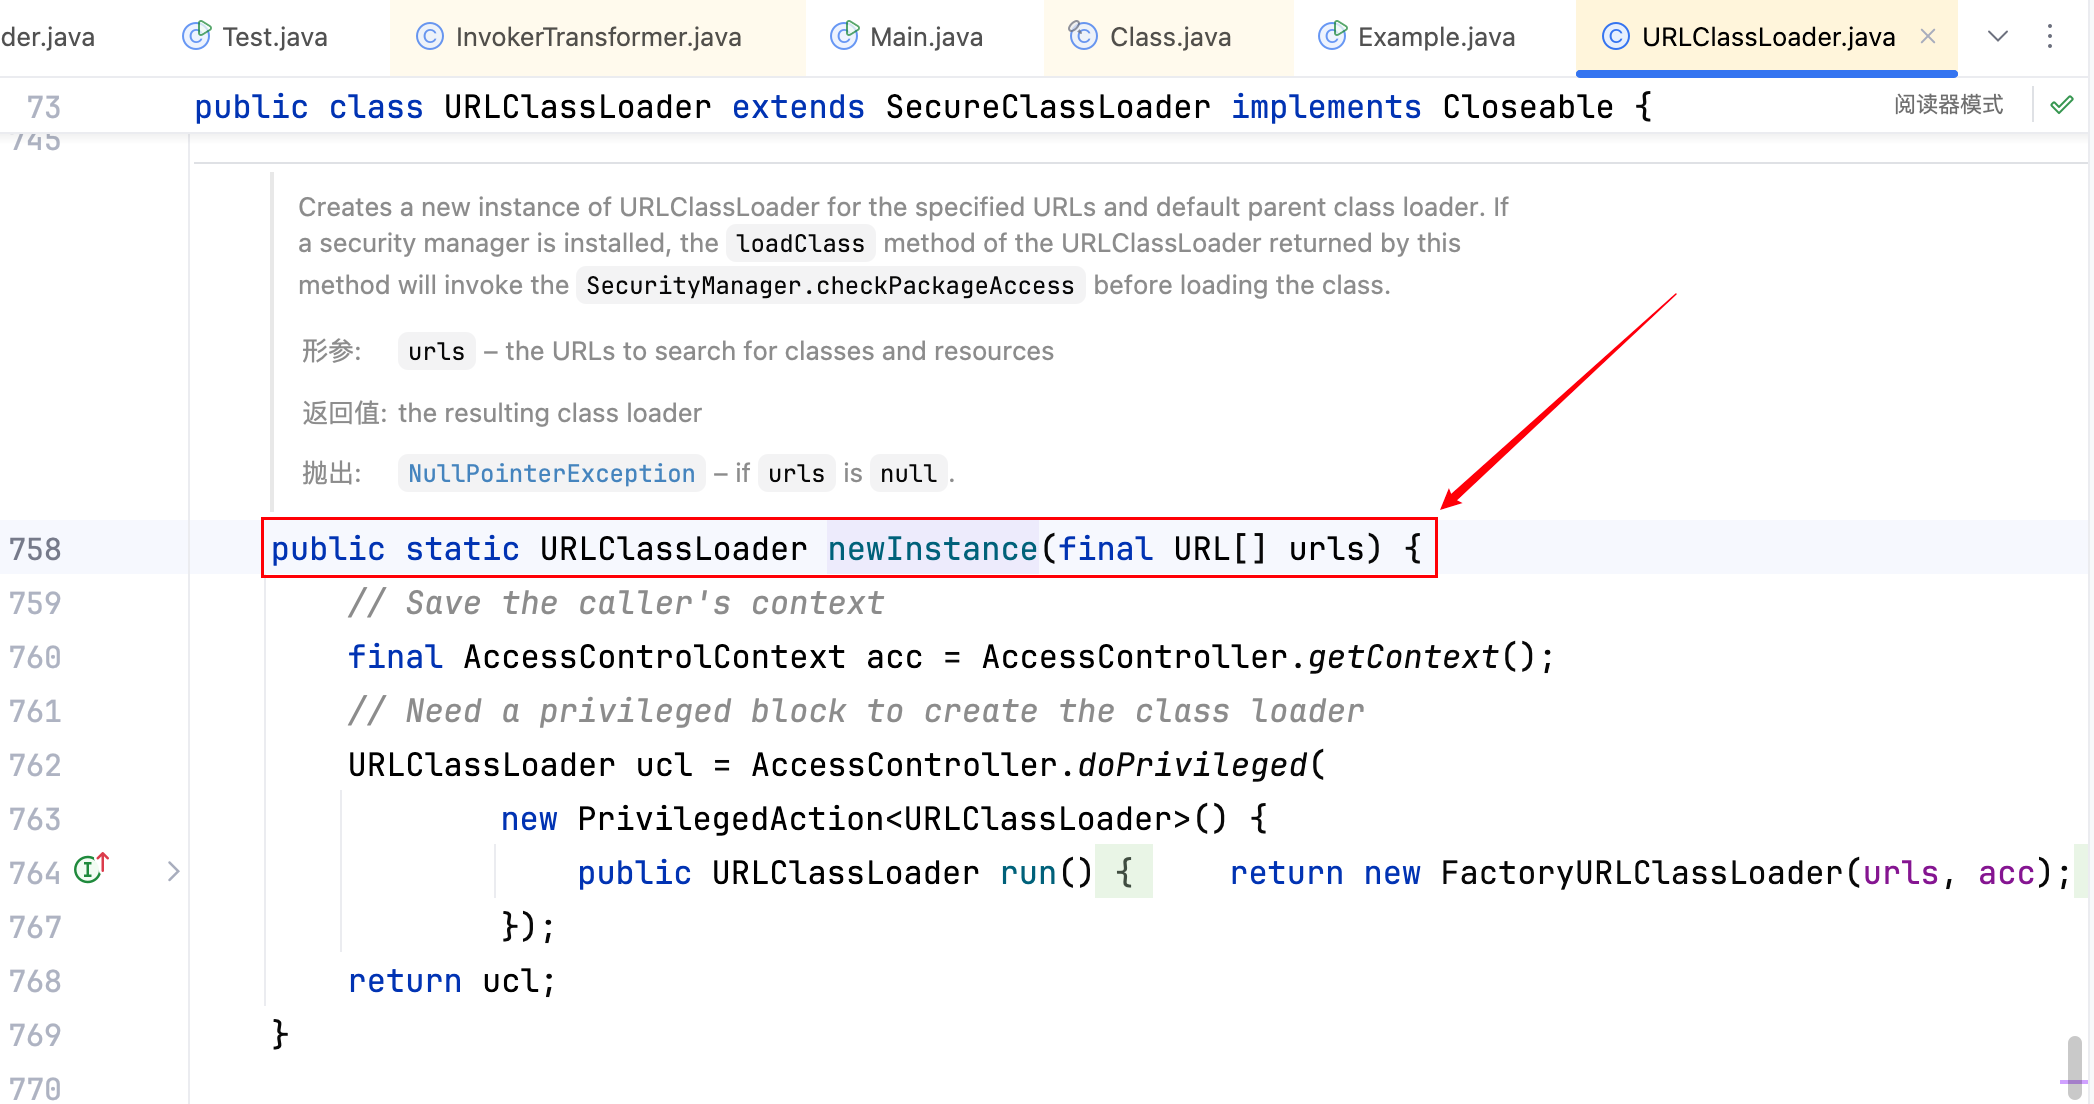 der.java Test.java InvokerTransformer.java Main.java Class.java Example.java URLClassLoader.java
73 public class URLClassLoader extends SecureClassLoader implements Closeable { 阅读器模式
745
Creates a new instance of URLClassLoader for the specified URLs and default parent class loader. If
a security manager is installed, the loadClass method of the URLClassLoader returned by this
method will invoke the SecurityManager.checkPackageAccess before loading the class.
形参: urls – the URLs to search for classes and resources
返回值: the resulting class loader
抛出: NullPointerException – if urls is null.
758 public static URLClassLoader newInstance(final URL[] urls) {
759 // Save the caller's context
760 final AccessControlContext acc = AccessController.getContext();
761 // Need a privileged block to create the class loader
762 URLClassLoader ucl = AccessController.doPrivileged(
763 new PrivilegedAction<URLClassLoader>() {
764 public URLClassLoader run() { return new FactoryURLClassLoader(urls, acc);
767 });
768 return ucl;
769 }
770